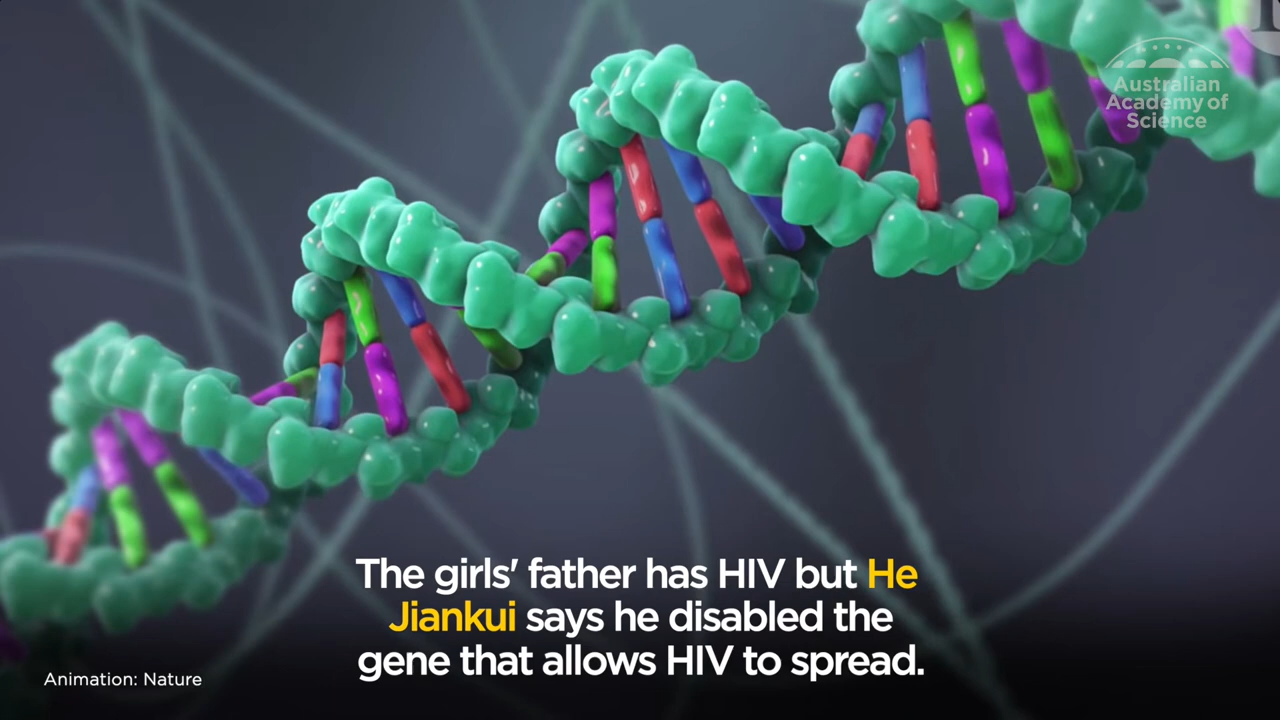 Australian
Academy of
Science
The girls' father has HIV but He
Jiankui says he disabled the
gene that allows HIV to spread.
Animation: Nature